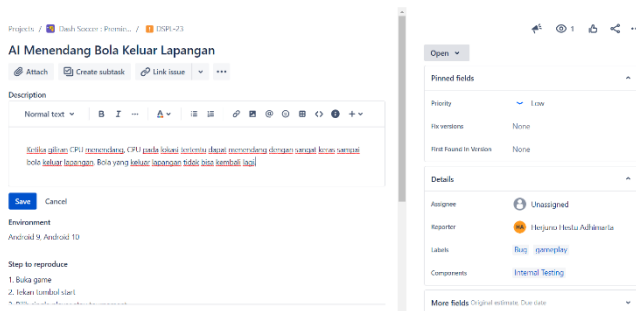 Projects / Dash Soccer : Premie... / DSPL-23
1
AI Menendang Bola Keluar Lapangan
Attach Create subtask Link issue
Open
Description
Normal text B I ... A
Ketika giliran CPU menendang, CPU pada lokasi tertentu dapat menendang dengan sangat keras sampai
bola keluar lapangan. Bola yang keluar lapangan tidak bisa kembali lagi.
Save Cancel
Environment
Android 9, Android 10
Step to reproduce
1. Buka game
2. Tekan tombol start
Pinned fields
Priority Low
Fix versions None
First Found In Version None
Details
Assignee Unassigned
Reporter HA Herjuno Hestu Adhimarta
Labels Bug gameplay
Components Internal Testing
More fields Original estimate, Due date